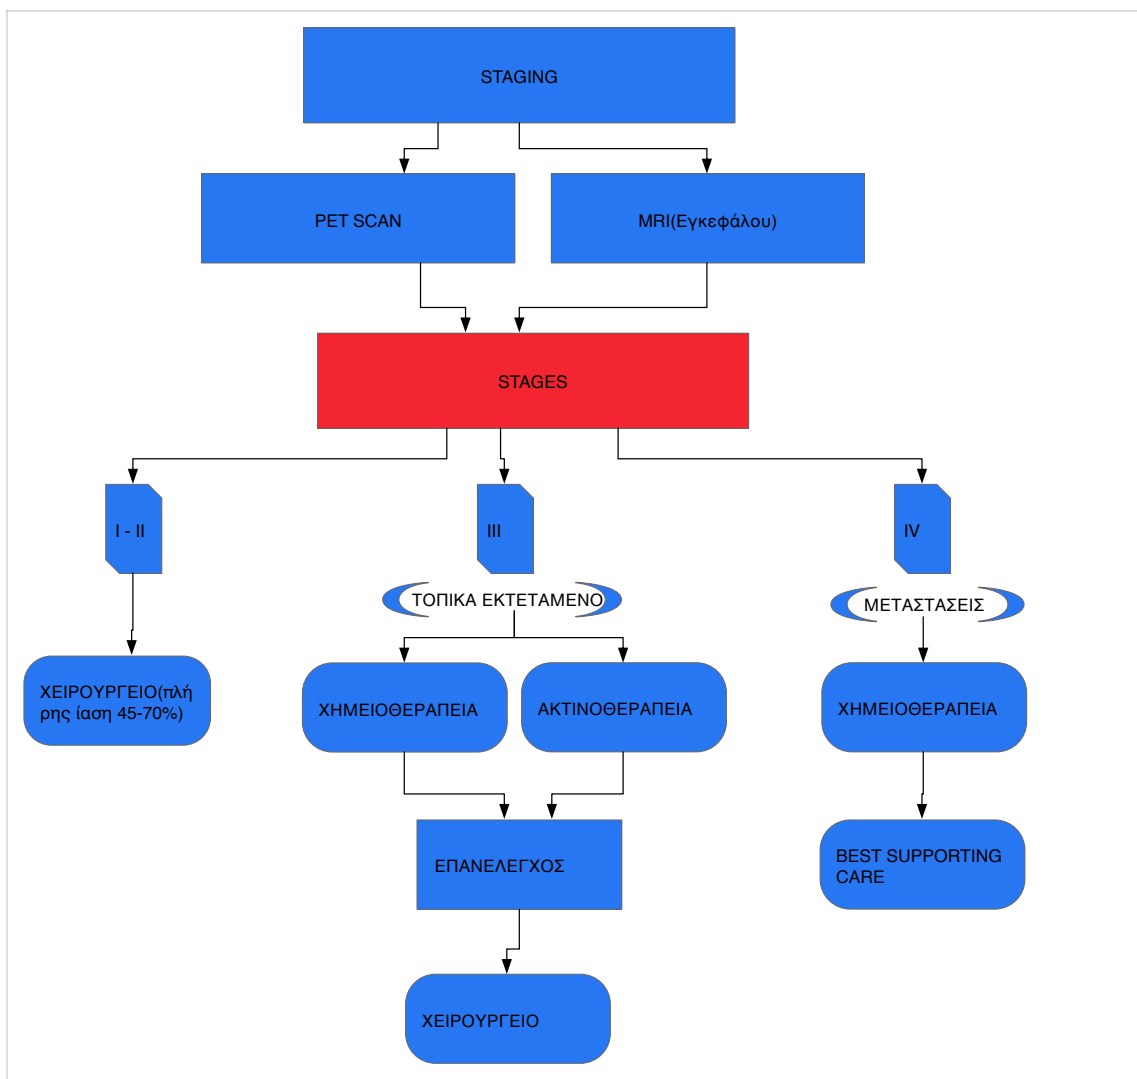 STAGING
PET SCAN
MRI(Εγκεφάλου)
STAGES
I - II
III
IV
ΤΟΠΙΚΑ ΕΚΤΕΤΑΜΕΝΟ
ΜΕΤΑΣΤΑΣΕΙΣ
ΧΕΙΡΟΥΡΓΕΙΟ(πλή
ρης ίαση 45-70%)
ΧΗΜΕΙΟΘΕΡΑΠΕΙΑ
ΑΚΤΙΝΟΘΕΡΑΠΕΙΑ
ΧΗΜΕΙΟΘΕΡΑΠΕΙΑ
ΕΠΑΝΕΛΕΓΧΟΣ
BEST SUPPORTING
CARE
ΧΕΙΡΟΥΡΓΕΙΟ